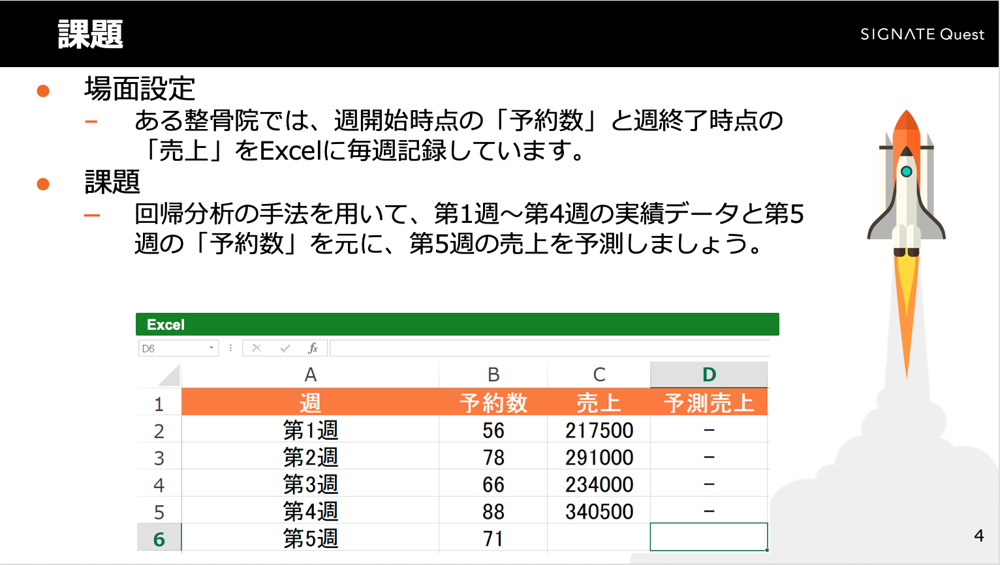 課題
SIGNATE Quest
● 場面設定
– ある整骨院では、週開始時点の「予約数」と週終了時点の
「売上」をExcelに毎週記録しています。
● 課題
– 回帰分析の手法を用いて、第1週～第4週の実績データと第5
週の「予約数」を元に、第5週の売上を予測しましょう。
Excel
D6 fx
A B C D
1 週 予約数 売上 予測売上
2 第1週 56 217500 –
3 第2週 78 291000 –
4 第3週 66 234000 –
5 第4週 88 340500 –
6 第5週 71
4